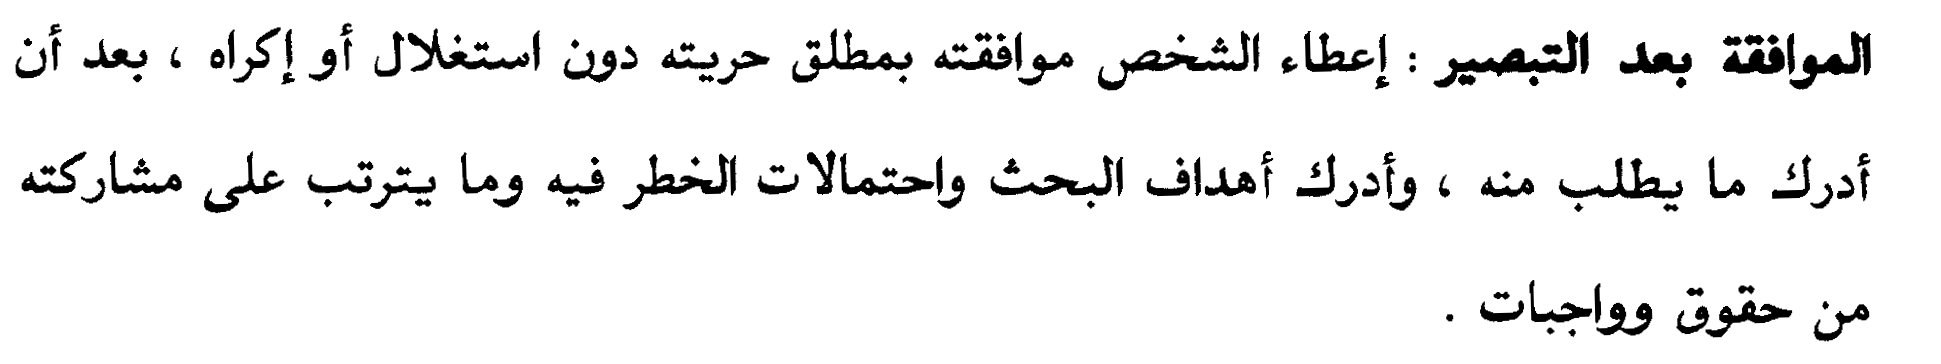 الموافقة بعد التبصير : إعطاء الشخص موافقته بمطلق حريته دون استغلال أو إكراه ، بعد أن
أدرك ما يطلب منه ، وأدرك أهداف البحث واحتمالات الخطر فيه وما يترتب على مشاركته
من حقوق وواجبات .